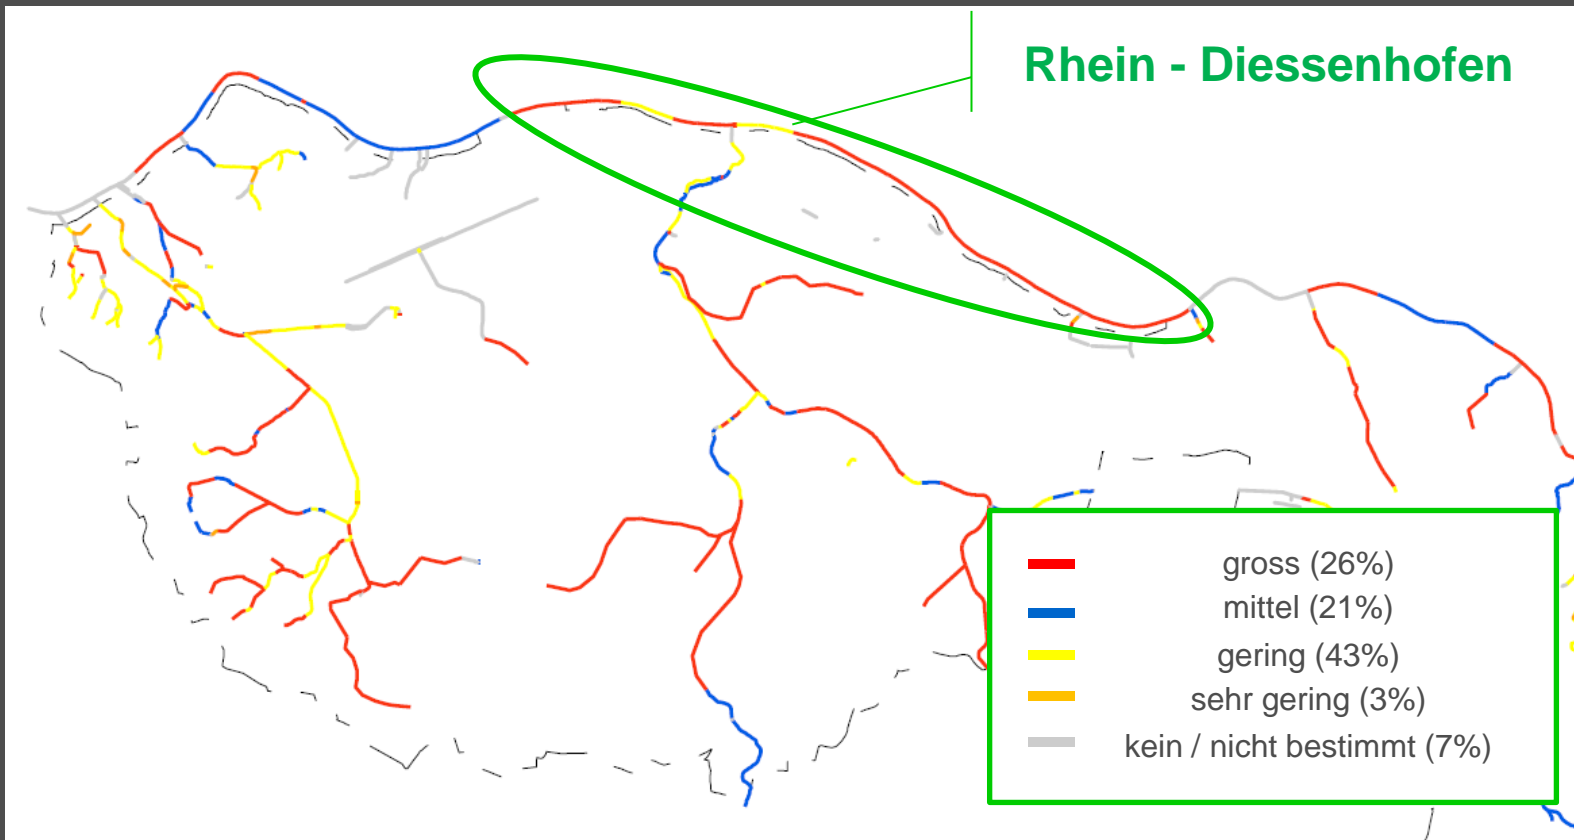 Rhein - Diessenhofen
gross (26%)
mittel (21%)
gering (43%)
sehr gering (3%)
kein / nicht bestimmt (7%)